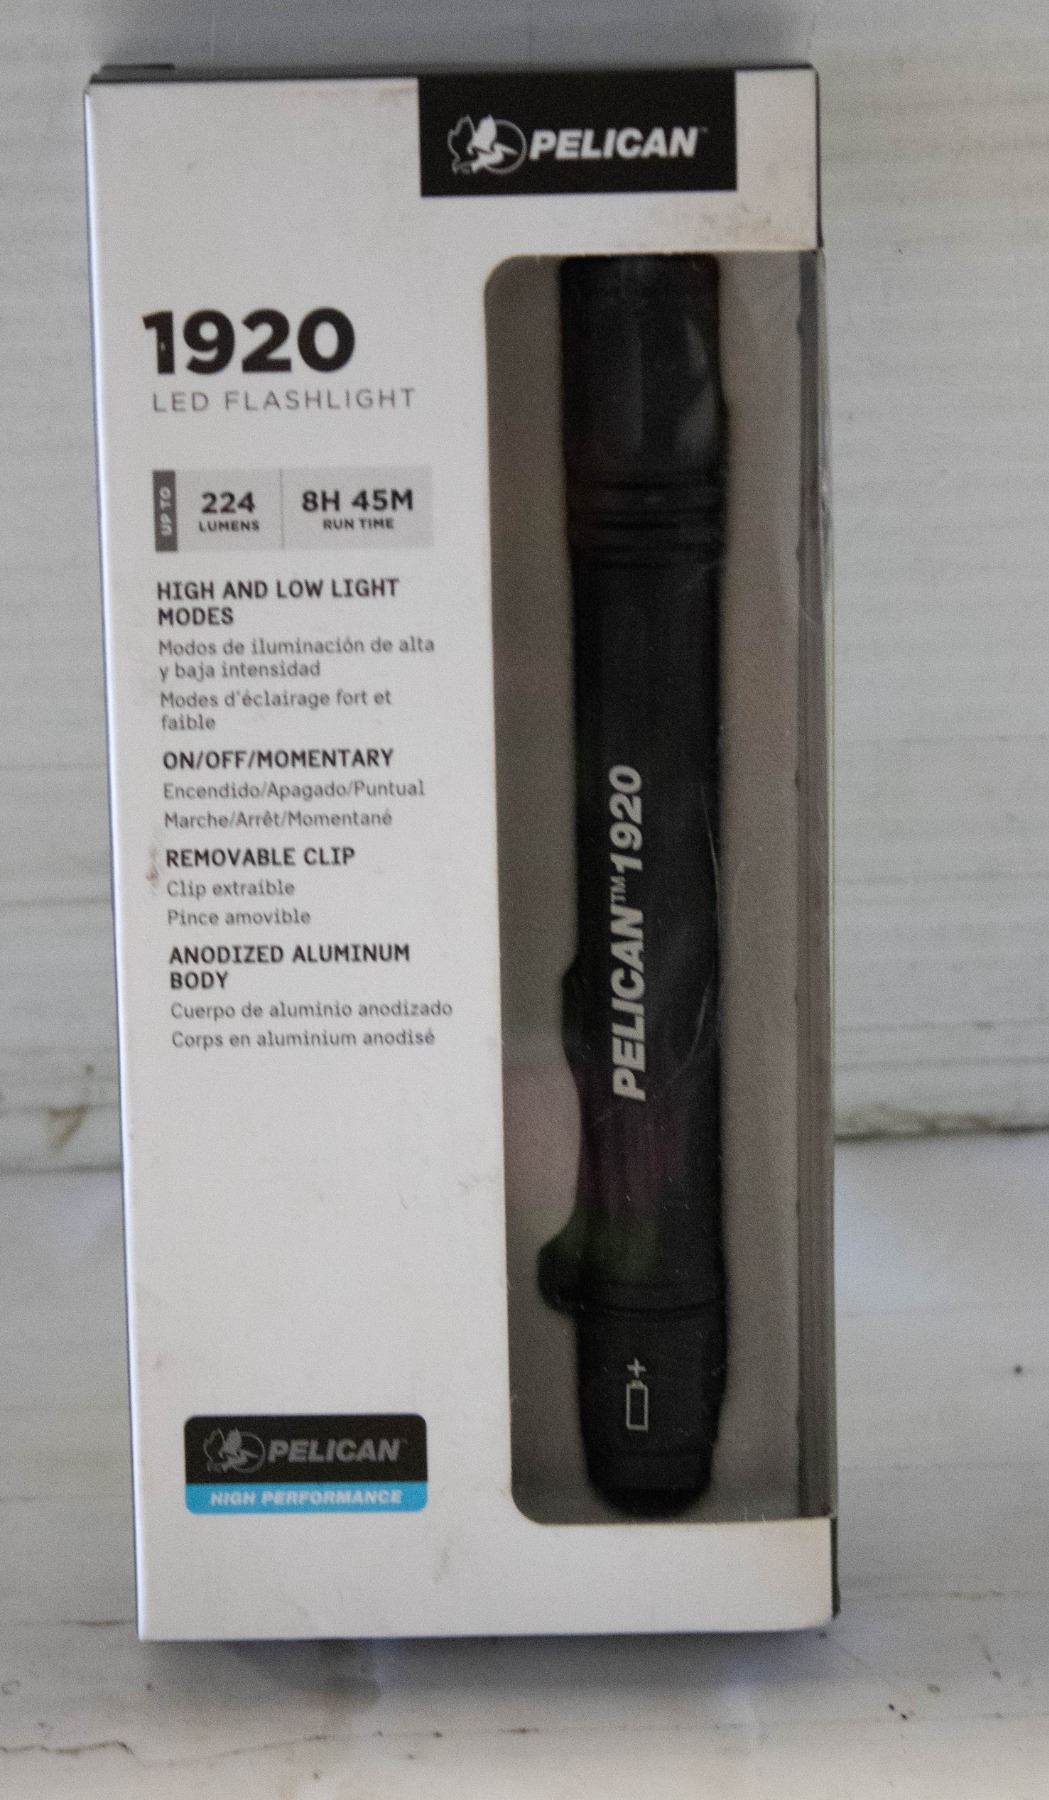 PELICAN™
1920
LED FLASHLIGHT
UP TO
224
LUMENS
8H 45M
RUN TIME
HIGH AND LOW LIGHT
MODES
Modos de iluminación de alta
y baja intensidad
Modes d'éclairage fort et
faible
ON/OFF/MOMENTARY
Encendido/Apagado/Puntual
Marche/Arrêt/Momentané
REMOVABLE CLIP
Clip extraíble
Pince amovible
ANODIZED ALUMINUM
BODY
Cuerpo de aluminio anodizado
Corps en aluminium anodisé
PELICAN™1920
+
PELICAN™
HIGH PERFORMANCE